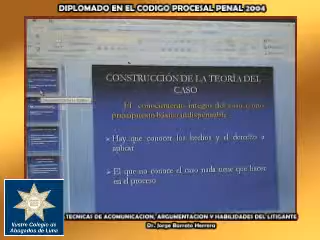 DIPLOMADO EN EL CODIGO PROCESAL PENAL 2004
CONSTRUCCIÓN DE LA TEORÍA DEL
CASO
El conocimiento integro del caso como
presupuesto básico indispensable
Hay que conocer los hechos y el derecho a
aplicar
El que no conoce el caso nada tiene que hacer
en el proceso
Ilustre Colegio de
Abogados de Lima
TECNICAS DE ACOMUNICACION, ARGUMENTACION Y HABILIDADES DEL LITIGANTE
Dr. Jorge Barreto Herrera